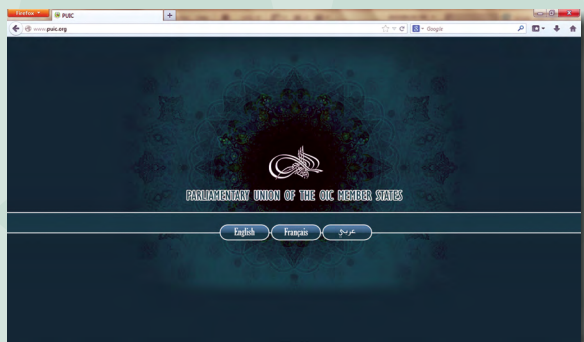 Firefox
PUIC
www.puic.org
Google
PARLIAMENTARY UNION OF THE OIC MEMBER STATES
English
Français
عربي